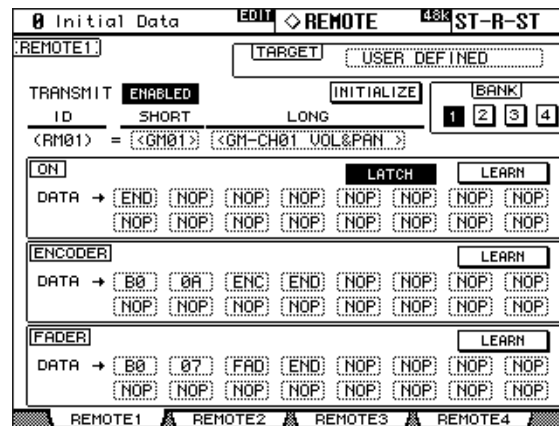 0 Initial Data EDIT ◇REMOTE 48k ST-R-ST
REMOTE1 TARGET USER DEFINED
TRANSMIT ENABLED INITIALIZE BANK
ID SHORT LONG 1 2 3 4
(RM01) = <GM01> <GM-CH01 VOL&PAN >
ON LATCH LEARN
DATA → END NOP NOP NOP NOP NOP NOP NOP
NOP NOP NOP NOP NOP NOP NOP NOP
ENCODER LEARN
DATA → B0 0A ENC END NOP NOP NOP NOP
NOP NOP NOP NOP NOP NOP NOP NOP
FADER LEARN
DATA → B0 07 FAD END NOP NOP NOP NOP
NOP NOP NOP NOP NOP NOP NOP NOP
REMOTE1 REMOTE2 REMOTE3 REMOTE4